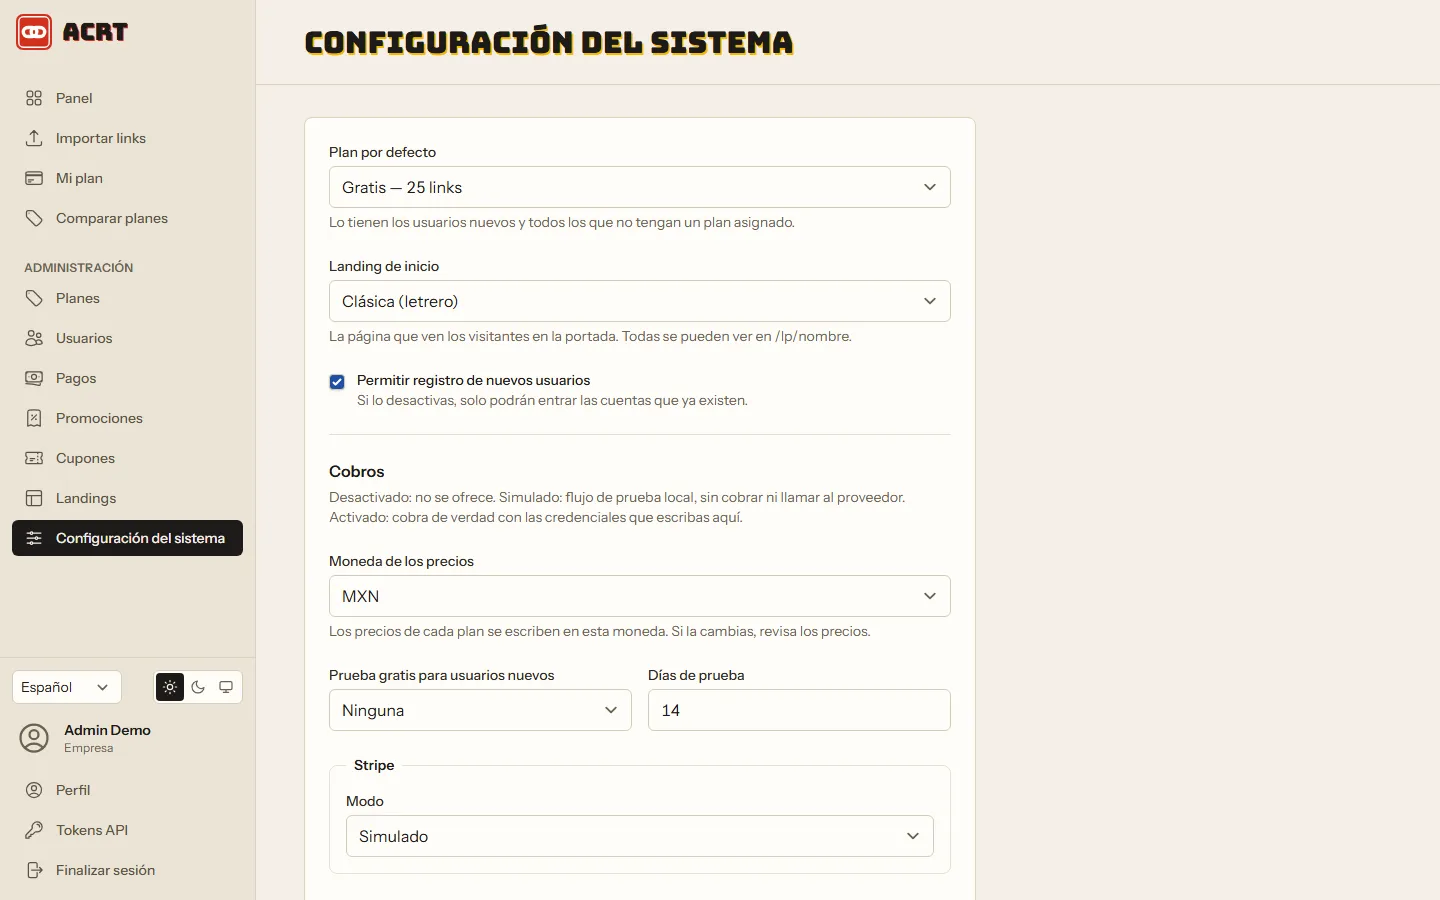 ACRT
Panel
Importar links
Mi plan
Comparar planes
ADMINISTRACIÓN
Planes
Usuarios
Pagos
Promociones
Cupones
Landings
Configuración del sistema
Español
Admin Demo
Empresa
Perfil
Tokens API
Finalizar sesión
CONFIGURACIÓN DEL SISTEMA
Plan por defecto
Gratis — 25 links
Lo tienen los usuarios nuevos y todos los que no tengan un plan asignado.
Landing de inicio
Clásica (letrero)
La página que ven los visitantes en la portada. Todas se pueden ver en /lp/nombre.
Permitir registro de nuevos usuarios
Si lo desactivas, solo podrán entrar las cuentas que ya existen.
Cobros
Desactivado: no se ofrece. Simulado: flujo de prueba local, sin cobrar ni llamar al proveedor.
Activado: cobra de verdad con las credenciales que escribas aquí.
Moneda de los precios
MXN
Los precios de cada plan se escriben en esta moneda. Si la cambias, revisa los precios.
Prueba gratis para usuarios nuevos
Ninguna
Días de prueba
14
Stripe
Modo
Simulado